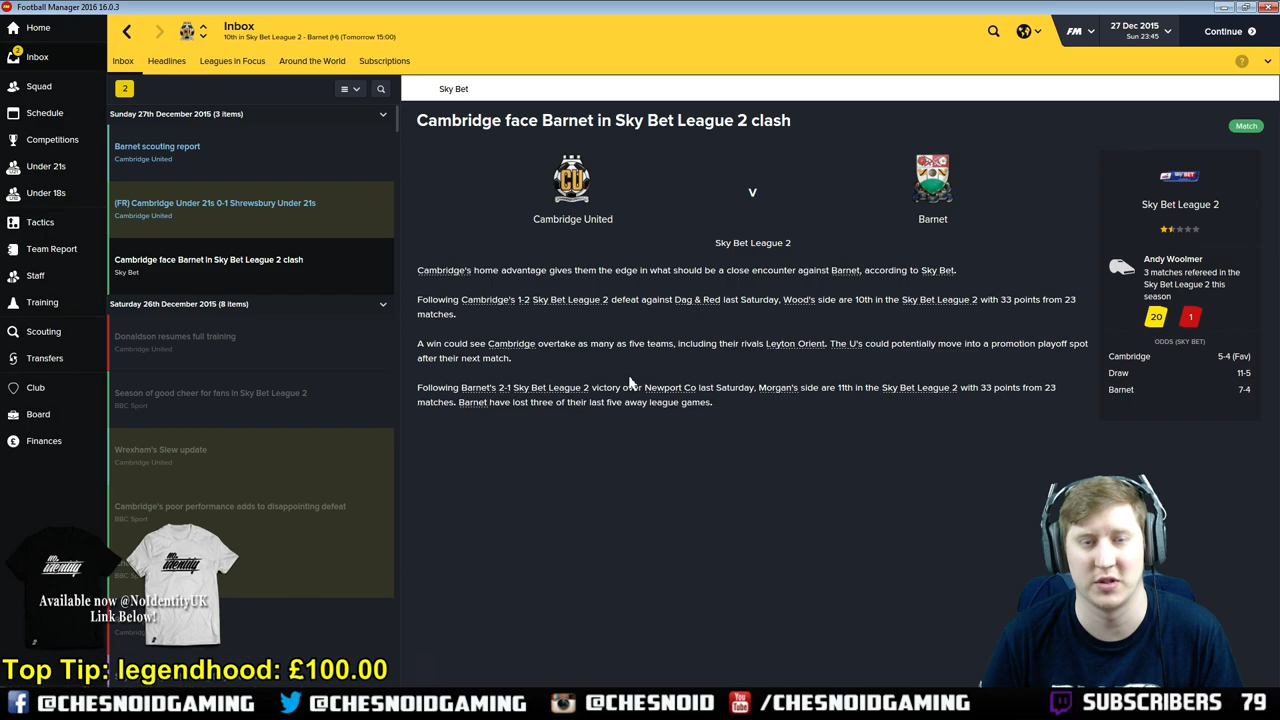 Football Manager 2016 16.0.3
Home
Inbox
2
Squad
Schedule
Competitions
Under 21s
Under 18s
Tactics
Team Report
Staff
Training
Scouting
Transfers
Club
Board
Finances
Inbox
10th in Sky Bet League 2 - Barnet (H) (Tomorrow 15:00)
FM
27 Dec 2015
Sun 23:45
Continue
Inbox
Headlines
Leagues in Focus
Around the World
Subscriptions
?
2
Sunday 27th December 2015 (3 items)
Barnet scouting report
Cambridge United
(FR) Cambridge Under 21s 0-1 Shrewsbury Under 21s
Cambridge United
Cambridge face Barnet in Sky Bet League 2 clash
Sky Bet
Saturday 26th December 2015 (8 items)
Donaldson resumes full training
Cambridge United
Season of good cheer for fans in Sky Bet League 2
BBC Sport
Wrexham's Slew update
Cambridge United
Cambridge's poor performance adds to disappointing defeat
BBC Sport
Sky Bet
Cambridge face Barnet in Sky Bet League 2 clash
Match
Cambridge United
v
Barnet
Sky Bet League 2
Cambridge's home advantage gives them the edge in what should be a close encounter against Barnet, according to Sky Bet.
Following Cambridge's 1-2 Sky Bet League 2 defeat against Dag & Red last Saturday, Wood's side are 10th in the Sky Bet League 2 with 33 points from 23
matches.
A win could see Cambridge overtake as many as five teams, including their rivals Leyton Orient. The U's could potentially move into a promotion playoff spot
after their next match.
Following Barnet's 2-1 Sky Bet League 2 victory over Newport Co last Saturday, Morgan's side are 11th in the Sky Bet League 2 with 33 points from 23
matches. Barnet have lost three of their last five away league games.
Sky Bet League 2
Andy Woolmer
3 matches refereed in the
Sky Bet League 2 this
season
20
1
ODDS (SKY BET)
Cambridge 5-4 (Fav)
Draw 11-5
Barnet 7-4
No Identity
No Identity
Available now @NoIdentityUK
Link Below!
Top Tip: legendhood: £100.00
@CHESNOIDGAMING
@CHESNOIDGAMING
@CHESNOIDGAMING
You Tube
/CHESNOIDGAMING
SUBSCRIBERS 79